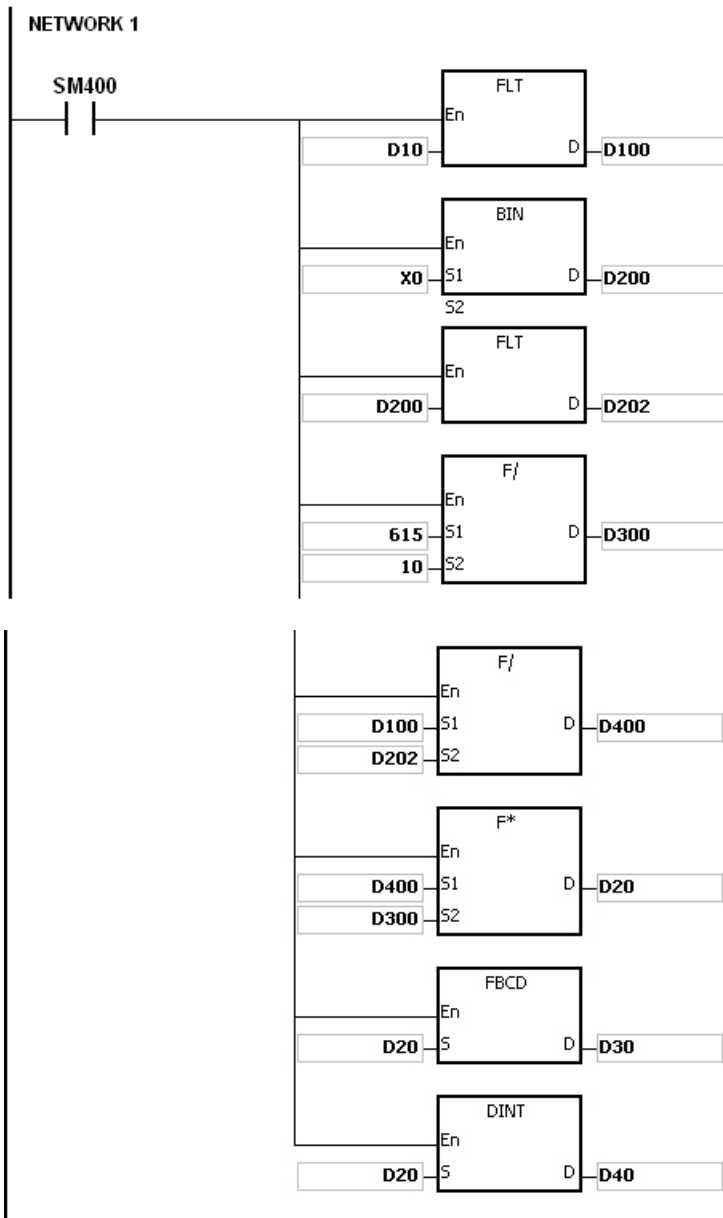 NETWORK 1
SM400
FLT
En
D10 D D100
BIN
En
X0 S1 D D200
S2
FLT
En
D200 D D202
F/
En
615 S1 D D300
10 S2
F/
En
D100 S1 D D400
D202 S2
F*
En
D400 S1 D D20
D300 S2
FBCD
En
D20 S D D30
DINT
En
D20 S D D40